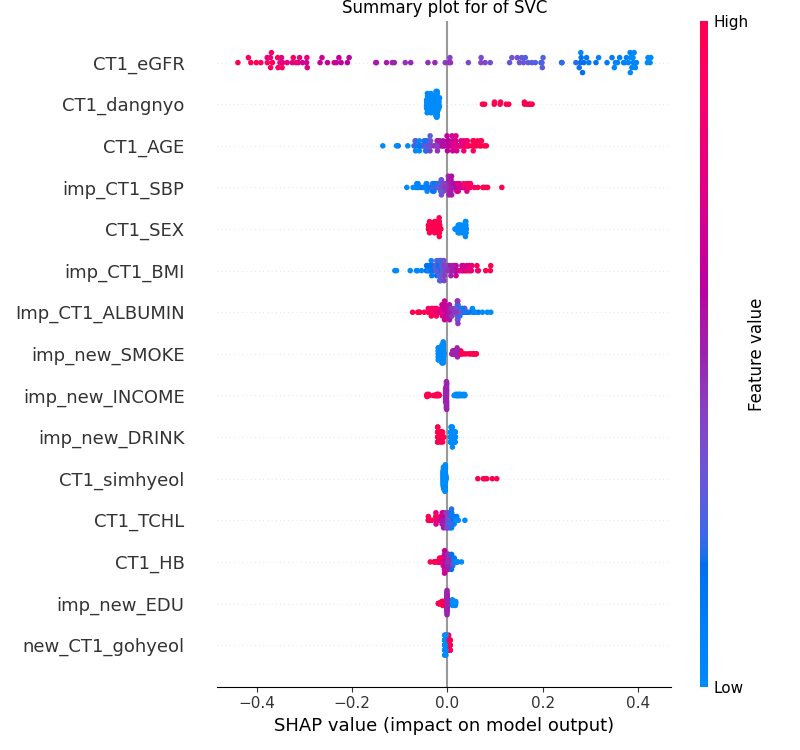 Summary plot for of SVC
High
CT1_eGFR
CT1_dangnyo
CT1_AGE
imp_CT1_SBP
CT1_SEX
imp_CT1_BMI
Imp_CT1_ALBUMIN
imp_new_SMOKE
imp_new_INCOME
imp_new_DRINK
CT1_simhyeol
CT1_TCHL
CT1_HB
imp_new_EDU
new_CT1_gohyeol
Feature value
Low
−0.4 −0.2 0.0 0.2 0.4
SHAP value (impact on model output)